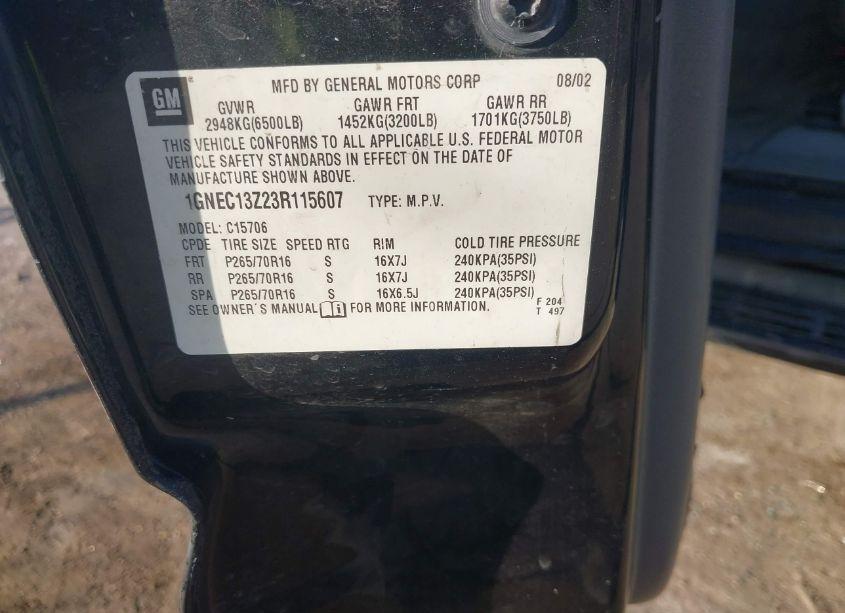 GM
MFD BY GENERAL MOTORS CORP 08/02
GVWR GAWR FRT GAWR RR
2948KG(6500LB) 1452KG(3200LB) 1701KG(3750LB)
THIS VEHICLE CONFORMS TO ALL APPLICABLE U.S. FEDERAL MOTOR
VEHICLE SAFETY STANDARDS IN EFFECT ON THE DATE OF
MANUFACTURE SHOWN ABOVE.
1GNEC13Z23R115607 TYPE: M.P.V.
MODEL: C15706
CPDE TIRE SIZE SPEED RTG RIM COLD TIRE PRESSURE
FRT P265/70R16 S 16X7J 240KPA(35PSI)
RR P265/70R16 S 16X7J 240KPA(35PSI)
SPA P265/70R16 S 16X6.5J 240KPA(35PSI)
SEE OWNER'S MANUAL FOR MORE INFORMATION.
F 204
T 497